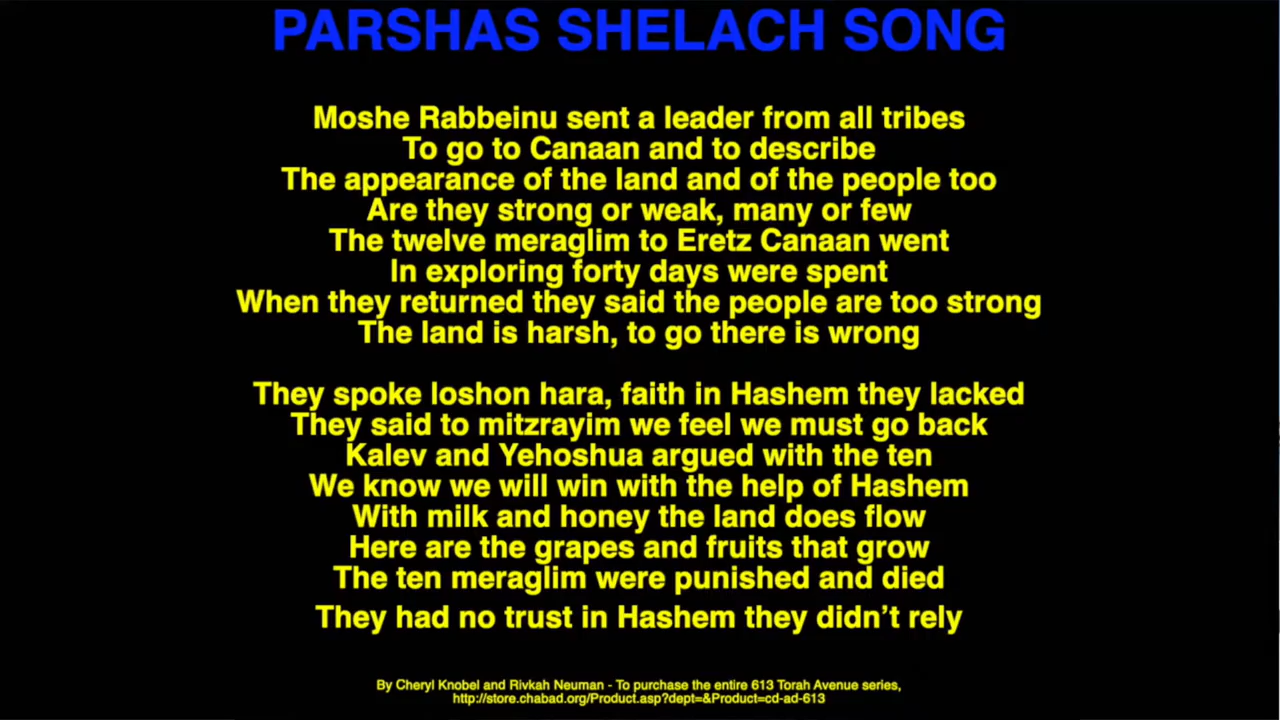 PARSHAS SHELACH SONG
Moshe Rabbeinu sent a leader from all tribes
To go to Canaan and to describe
The appearance of the land and of the people too
Are they strong or weak, many or few
The twelve meraglim to Eretz Canaan went
In exploring forty days were spent
When they returned they said the people are too strong
The land is harsh, to go there is wrong
They spoke loshon hara, faith in Hashem they lacked
They said to mitzrayim we feel we must go back
Kalev and Yehoshua argued with the ten
We know we will win with the help of Hashem
With milk and honey the land does flow
Here are the grapes and fruits that grow
The ten meraglim were punished and died
They had no trust in Hashem they didn’t rely
By Cheryl Knobel and Rivkah Neuman - To purchase the entire 613 Torah Avenue series,
http://store.chabad.org/Product.asp?dept=&Product=cd-ad-613